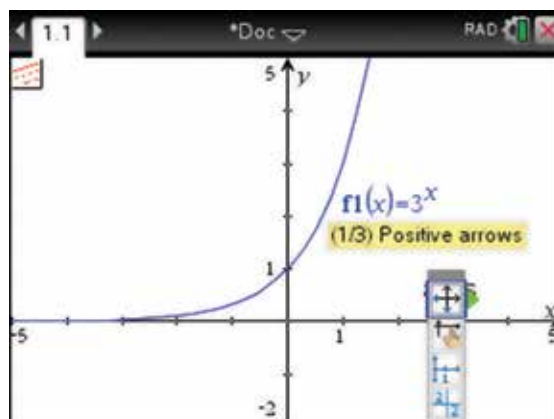 1.1 *Doc RAD
5 y
f1(x)=3^x
(1/3) Positive arrows
1
x
-5 1 5
-2